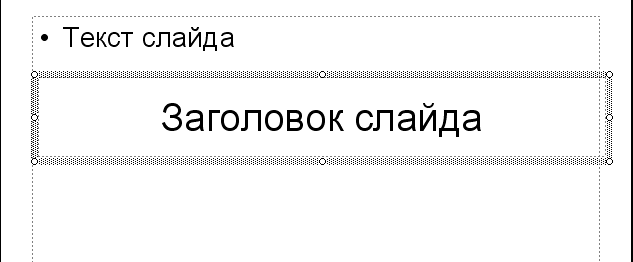 • Текст слайда
Заголовок слайда